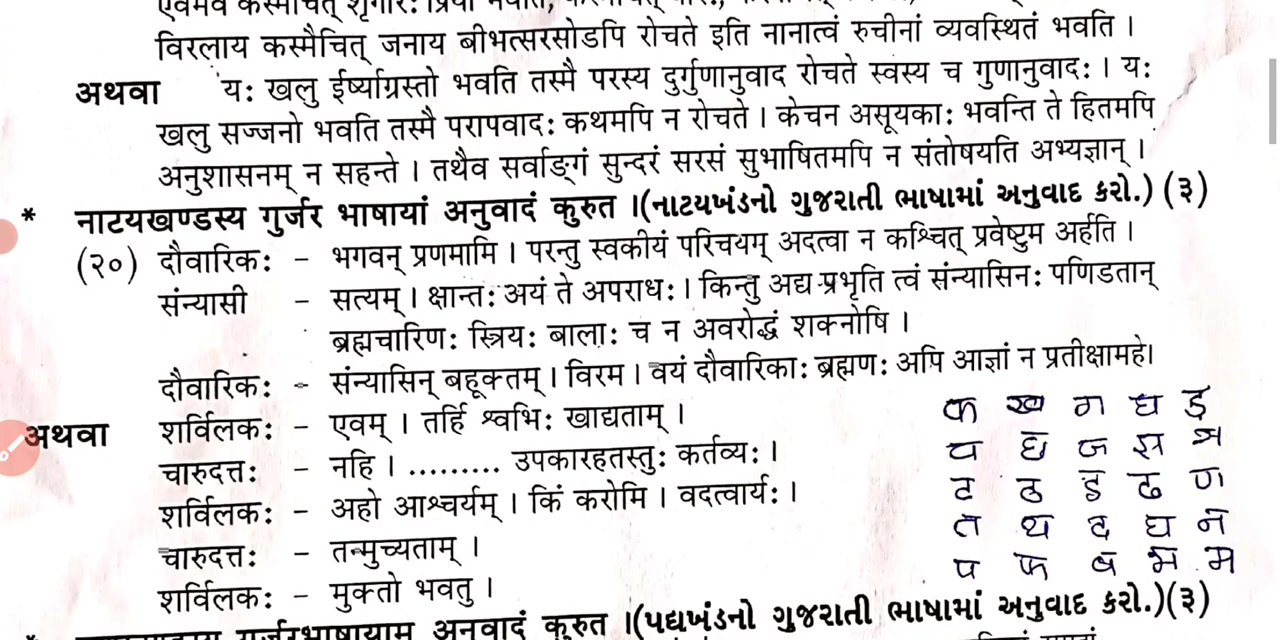 विरलाय कस्मैचित् जनाय बीभत्सरसोडपि रोचते इति नानात्वं रुचीनां व्यवस्थितं भवति ।
अथवा यः खलु ईर्ष्याग्रस्तो भवति तस्मै परस्य दुर्गुणानुवाद रोचते स्वस्य च गुणानुवादः । यः
खलु सज्जनो भवति तस्मै परापवादः कथमपि न रोचते । केचन असूयकाः भवन्ति ते हितमपि
अनुशासनम् न सहन्ते । तथैव सर्वाङ्गं सुन्दरं सरसं सुभाषितमपि न संतोषयति अभ्यज्ञान् ।
* नाटयखण्डस्य गुर्जर भाषायां अनुवादं कुरुत ।(નાટયખંડનો ગુજરાતી ભાષામાં અનુવાદ કરો.) (३)
(२०) दौवारिकः - भगवन् प्रणमामि । परन्तु स्वकीयं परिचयम् अदत्वा न कश्चित् प्रवेष्टुम अर्हति ।
संन्यासी - सत्यम् । क्षान्तः अयं ते अपराधः । किन्तु अद्य प्रभृति त्वं संन्यासिनः पणिडतान्
ब्रह्मचारिणः स्त्रियः बालाः च न अवरोद्धं शक्नोषि ।
दौवारिकः - संन्यासिन् बहूक्तम् । विरम । वयं दौवारिकाः ब्रह्मणः अपि आज्ञां न प्रतीक्षामहे।
अथवा शर्विलकः - एवम् । तर्हि श्वभिः खाद्यताम् ।
चारुदत्तः - नहि । ......... उपकारहतस्तुः कर्तव्यः ।
शर्विलकः - अहो आश्चर्यम् । किं करोमि । वदत्वार्यः ।
चारुदत्तः - तन्मुच्यताम् ।
शर्विलकः - मुक्तो भवतु ।
क ख ग घ ड़
च छ ज झ ञ
ट ठ ड ढ ण
त थ द ध न
प फ ब भ म
गुर्जरभाषायाम अनुवादं कुरुत ।(પદ્યખંડનો ગુજરાતી ભાષામાં અનુવાદ કરો.)(३)